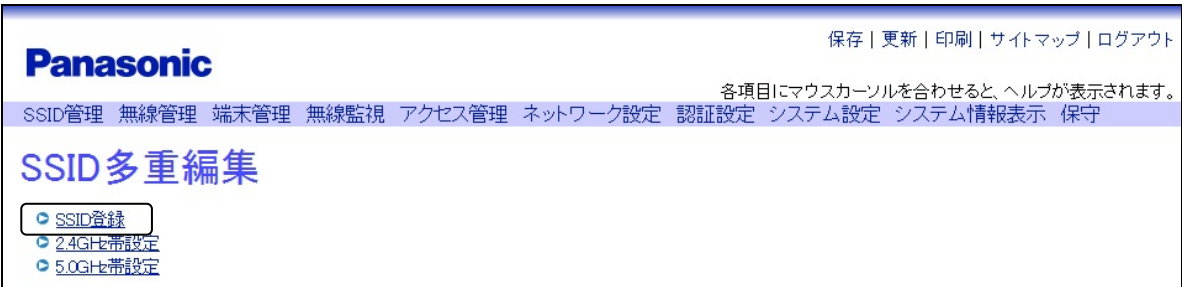 保存 | 更新 | 印刷 | サイトマップ | ログアウト
Panasonic
各項目にマウスカーソルを合わせると、ヘルプが表示されます。
SSID管理 無線管理 端末管理 無線監視 アクセス管理 ネットワーク設定 認証設定 システム設定 システム情報表示 保守
SSID多重編集
SSID登録
2.4GHz帯設定
5.0GHz帯設定